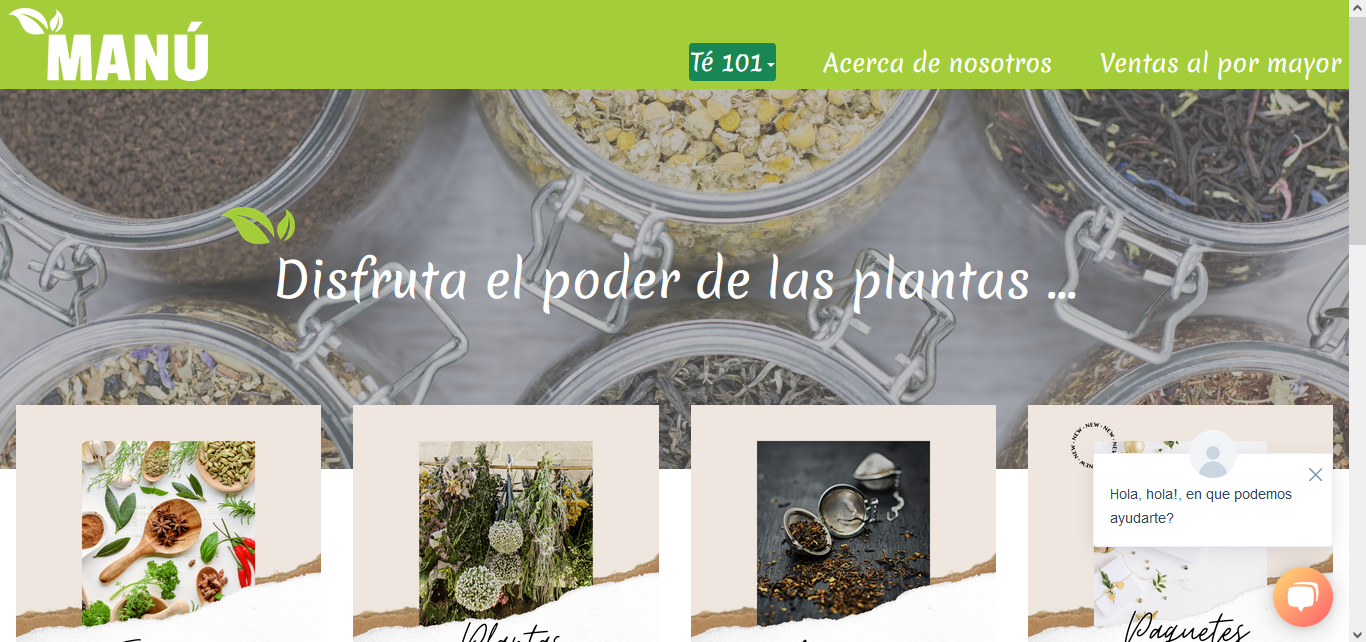 MANÚ
Té 101
Acerca de nosotros
Ventas al por mayor
Disfruta el poder de las plantas ...
NEW · NEW · NEW · NEW
Hola, hola!, en que podemos
ayudarte?
Plantas
Paquetes